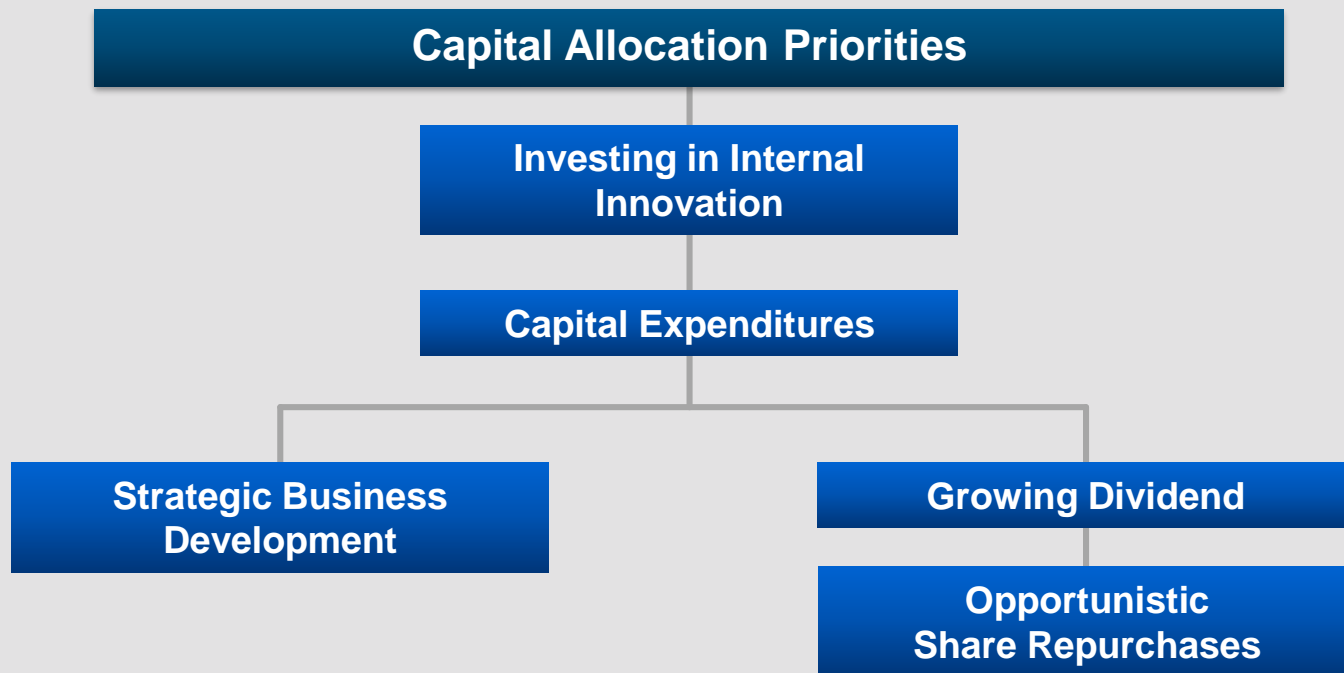 Capital Allocation Priorities
Investing in Internal
Innovation
Capital Expenditures
Strategic Business
Development
Growing Dividend
Opportunistic
Share Repurchases